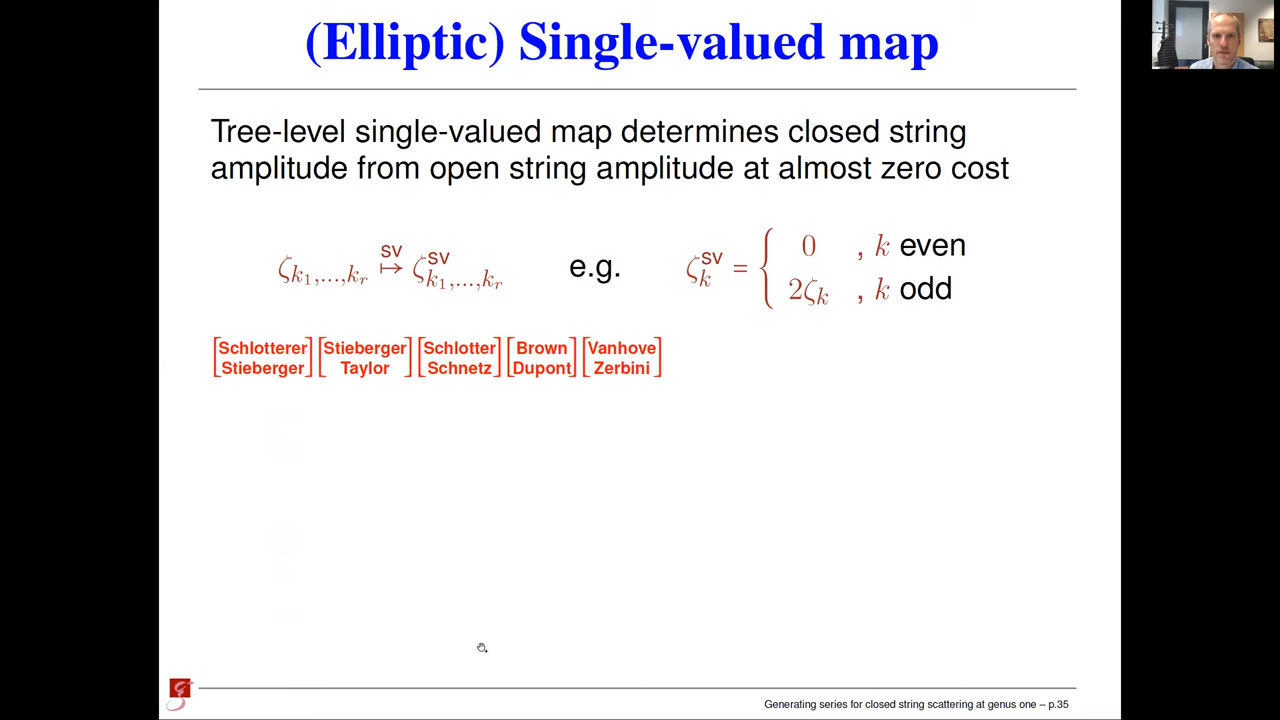 (Elliptic) Single-valued map
Tree-level single-valued map determines closed string
amplitude from open string amplitude at almost zero cost
ζ_{k_1,...,k_r} \overset{sv}{↦} ζ^{sv}_{k_1,...,k_r} e.g. ζ^{sv}_k = { 0 , k even
2ζ_k , k odd
[Schlotterer Stieberger] [Stieberger Taylor] [Schlotter Schnetz] [Brown Dupont] [Vanhove Zerbini]
Generating series for closed string scattering at genus one – p.35